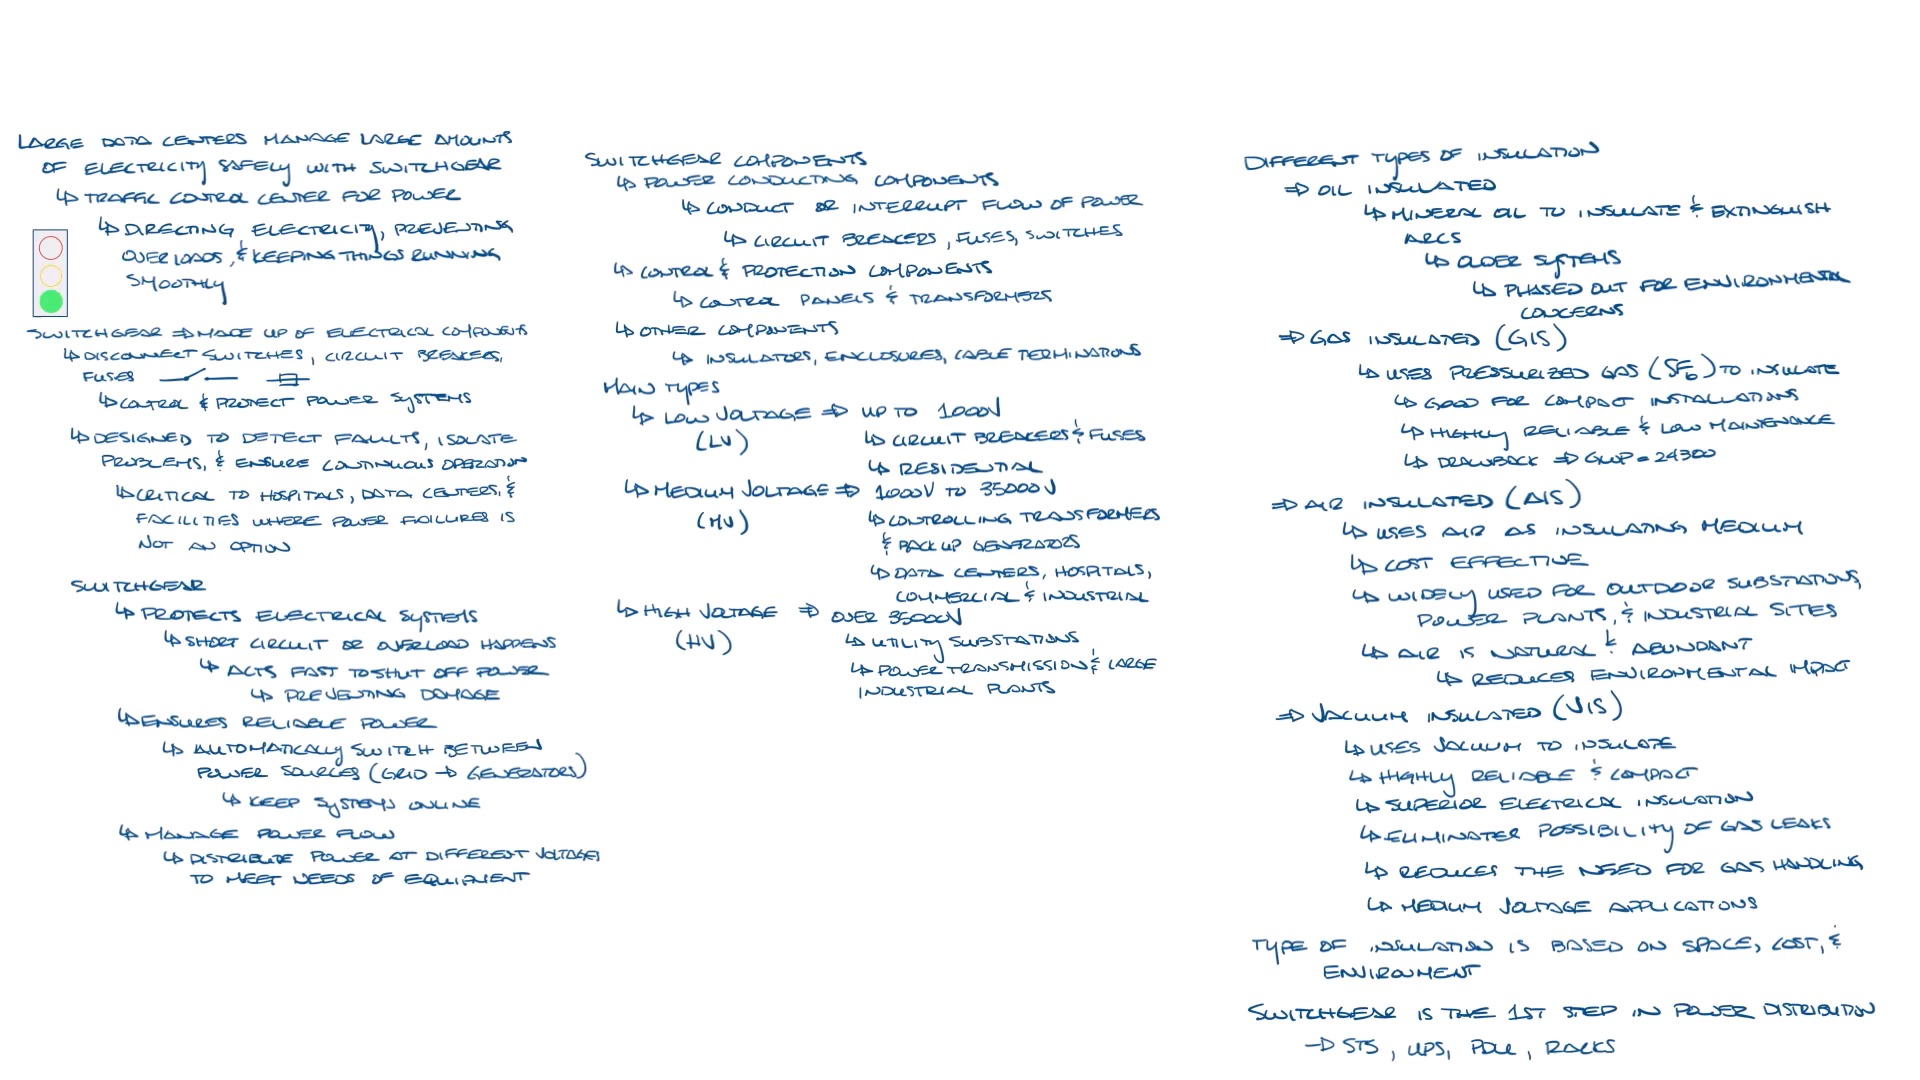 LARGE DATA CENTERS MANAGE LARGE AMOUNTS
OF ELECTRICITY SAFELY WITH SWITCHGEAR
↳ TRAFFIC CONTROL CENTER FOR POWER
↳ DIRECTING ELECTRICITY, PREVENTING
OVERLOADS, & KEEPING THINGS RUNNING
SMOOTHLY
SWITCHGEAR ⇒ MADE UP OF ELECTRICAL COMPONENTS
↳ DISCONNECT SWITCHES, CIRCUIT BREAKERS,
FUSES
↳ CONTROL & PROTECT POWER SYSTEMS
↳ DESIGNED TO DETECT FAULTS, ISOLATE
PROBLEMS, & ENSURE CONTINUOUS OPERATION
↳ CRITICAL TO HOSPITALS, DATA CENTERS, &
FACILITIES WHERE POWER FAILURES IS
NOT AN OPTION
SWITCHGEAR
↳ PROTECTS ELECTRICAL SYSTEMS
↳ SHORT CIRCUIT OR OVERLOAD HAPPENS
↳ ACTS FAST TO SHUT OFF POWER
↳ PREVENTING DAMAGE
↳ ENSURES RELIABLE POWER
↳ AUTOMATICALLY SWITCH BETWEEN
POWER SOURCES (GRID → GENERATORS)
↳ KEEP SYSTEMS ONLINE
↳ MANAGE POWER FLOW
↳ DISTRIBUTE POWER AT DIFFERENT VOLTAGES
TO MEET NEEDS OF EQUIPMENT
SWITCHGEAR COMPONENTS
↳ POWER CONDUCTING COMPONENTS
↳ CONDUCT OR INTERRUPT FLOW OF POWER
↳ CIRCUIT BREAKERS, FUSES, SWITCHES
↳ CONTROL & PROTECTION COMPONENTS
↳ CONTROL PANELS & TRANSFORMERS
↳ OTHER COMPONENTS
↳ INSULATORS, ENCLOSURES, CABLE TERMINATIONS
MAIN TYPES
↳ LOW VOLTAGE ⇒ UP TO 1000V
(LV) ↳ CIRCUIT BREAKERS & FUSES
↳ RESIDENTIAL
↳ MEDIUM VOLTAGE ⇒ 1000V TO 35000V
(MV) ↳ CONTROLLING TRANSFORMERS
& BACKUP GENERATORS
↳ DATA CENTERS, HOSPITALS,
COMMERCIAL & INDUSTRIAL
↳ HIGH VOLTAGE ⇒ OVER 35000V
(HV) ↳ UTILITY SUBSTATIONS
↳ POWER TRANSMISSION & LARGE
INDUSTRIAL PLANTS
DIFFERENT TYPES OF INSULATION
⇒ OIL INSULATED
↳ MINERAL OIL TO INSULATE & EXTINGUISH
ARCS
↳ OLDER SYSTEMS
↳ PHASED OUT FOR ENVIRONMENTAL
CONCERNS
⇒ GAS INSULATED (GIS)
↳ USES PRESSURIZED GAS (SF6) TO INSULATE
↳ GOOD FOR COMPACT INSTALLATIONS
↳ HIGHLY RELIABLE & LOW MAINTENENCE
↳ DRAWBACK ⇒ GWP = 24300
⇒ AIR INSULATED (AIS)
↳ USES AIR AS INSULATING MEDIUM
↳ COST EFFECTIVE
↳ WIDELY USED FOR OUTDOOR SUBSTATIONS,
POWER PLANTS, & INDUSTRIAL SITES
↳ AIR IS NATURAL & ABUNDANT
↳ REDUCES ENVIRONMENTAL IMPACT
⇒ VACUUM INSULATED (VIS)
↳ USES VACUUM TO INSULATE
↳ HIGHLY RELIABLE & COMPACT
↳ SUPERIOR ELECTRICAL INSULATION
↳ ELIMINATER POSSIBILITY OF GAS LEAKS
↳ REDUCES THE NEED FOR GAS HANDLING
↳ MEDIUM VOLTAGE APPLICATIONS
TYPE OF INSULATION IS BASED ON SPACE, COST, &
ENVIRONMENT
SWITCHGEAR IS THE 1ST STEP IN POWER DISTRIBUTION
→ STS, UPS, PDU, RACKS